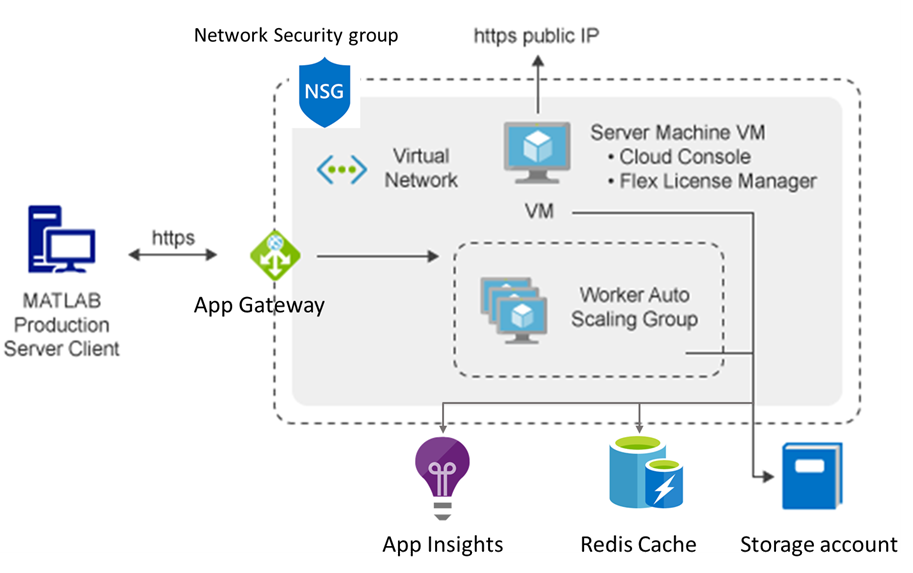 Network Security group
https public IP
NSG
Server Machine VM
• Cloud Console
• Flex License Manager
Virtual
Network
VM
https
App Gateway
MATLAB
Production
Server Client
Worker Auto
Scaling Group
App Insights
Redis Cache
Storage account